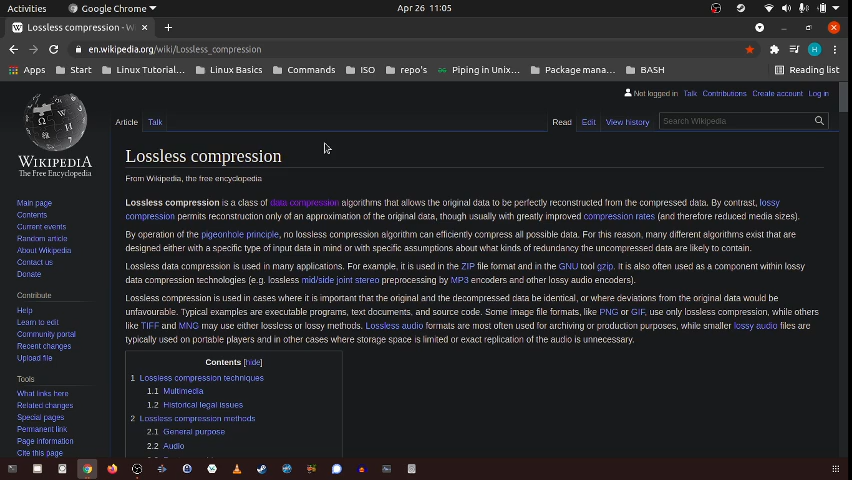 Activities Google Chrome Apr 26 11:05
Lossless compression - Wi
en.wikipedia.org/wiki/Lossless_compression H
Apps Start Linux Tutorial… Linux Basics Commands ISO repo's Piping in Unix… Package mana… BASH Reading list
WIKIPEDIA
The Free Encyclopedia
Main page
Contents
Current events
Random article
About Wikipedia
Contact us
Donate
Contribute
Help
Learn to edit
Community portal
Recent changes
Upload file
Tools
What links here
Related changes
Special pages
Permanent link
Page information
Cite this page
Not logged in Talk Contributions Create account Log in
Article Talk Read Edit View history Search Wikipedia
Lossless compression
From Wikipedia, the free encyclopedia
Lossless compression is a class of data compression algorithms that allows the original data to be perfectly reconstructed from the compressed data. By contrast, lossy
compression permits reconstruction only of an approximation of the original data, though usually with greatly improved compression rates (and therefore reduced media sizes).
By operation of the pigeonhole principle, no lossless compression algorithm can efficiently compress all possible data. For this reason, many different algorithms exist that are
designed either with a specific type of input data in mind or with specific assumptions about what kinds of redundancy the uncompressed data are likely to contain.
Lossless data compression is used in many applications. For example, it is used in the ZIP file format and in the GNU tool gzip. It is also often used as a component within lossy
data compression technologies (e.g. lossless mid/side joint stereo preprocessing by MP3 encoders and other lossy audio encoders).
Lossless compression is used in cases where it is important that the original and the decompressed data be identical, or where deviations from the original data would be
unfavourable. Typical examples are executable programs, text documents, and source code. Some image file formats, like PNG or GIF, use only lossless compression, while others
like TIFF and MNG may use either lossless or lossy methods. Lossless audio formats are most often used for archiving or production purposes, while smaller lossy audio files are
typically used on portable players and in other cases where storage space is limited or exact replication of the audio is unnecessary.
Contents [hide]
1 Lossless compression techniques
1.1 Multimedia
1.2 Historical legal issues
2 Lossless compression methods
2.1 General purpose
2.2 Audio